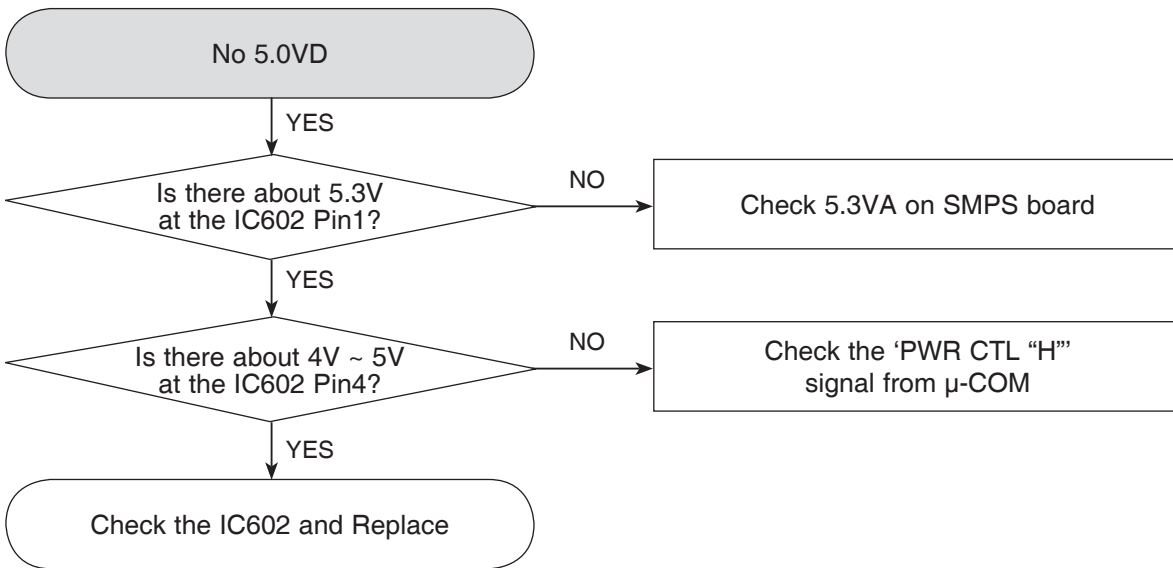 No 5.0VD
YES
Is there about 5.3V
at the IC602 Pin1?
NO
Check 5.3VA on SMPS board
YES
Is there about 4V ~ 5V
at the IC602 Pin4?
NO
Check the ‘PWR CTL “H”’
signal from µ-COM
YES
Check the IC602 and Replace